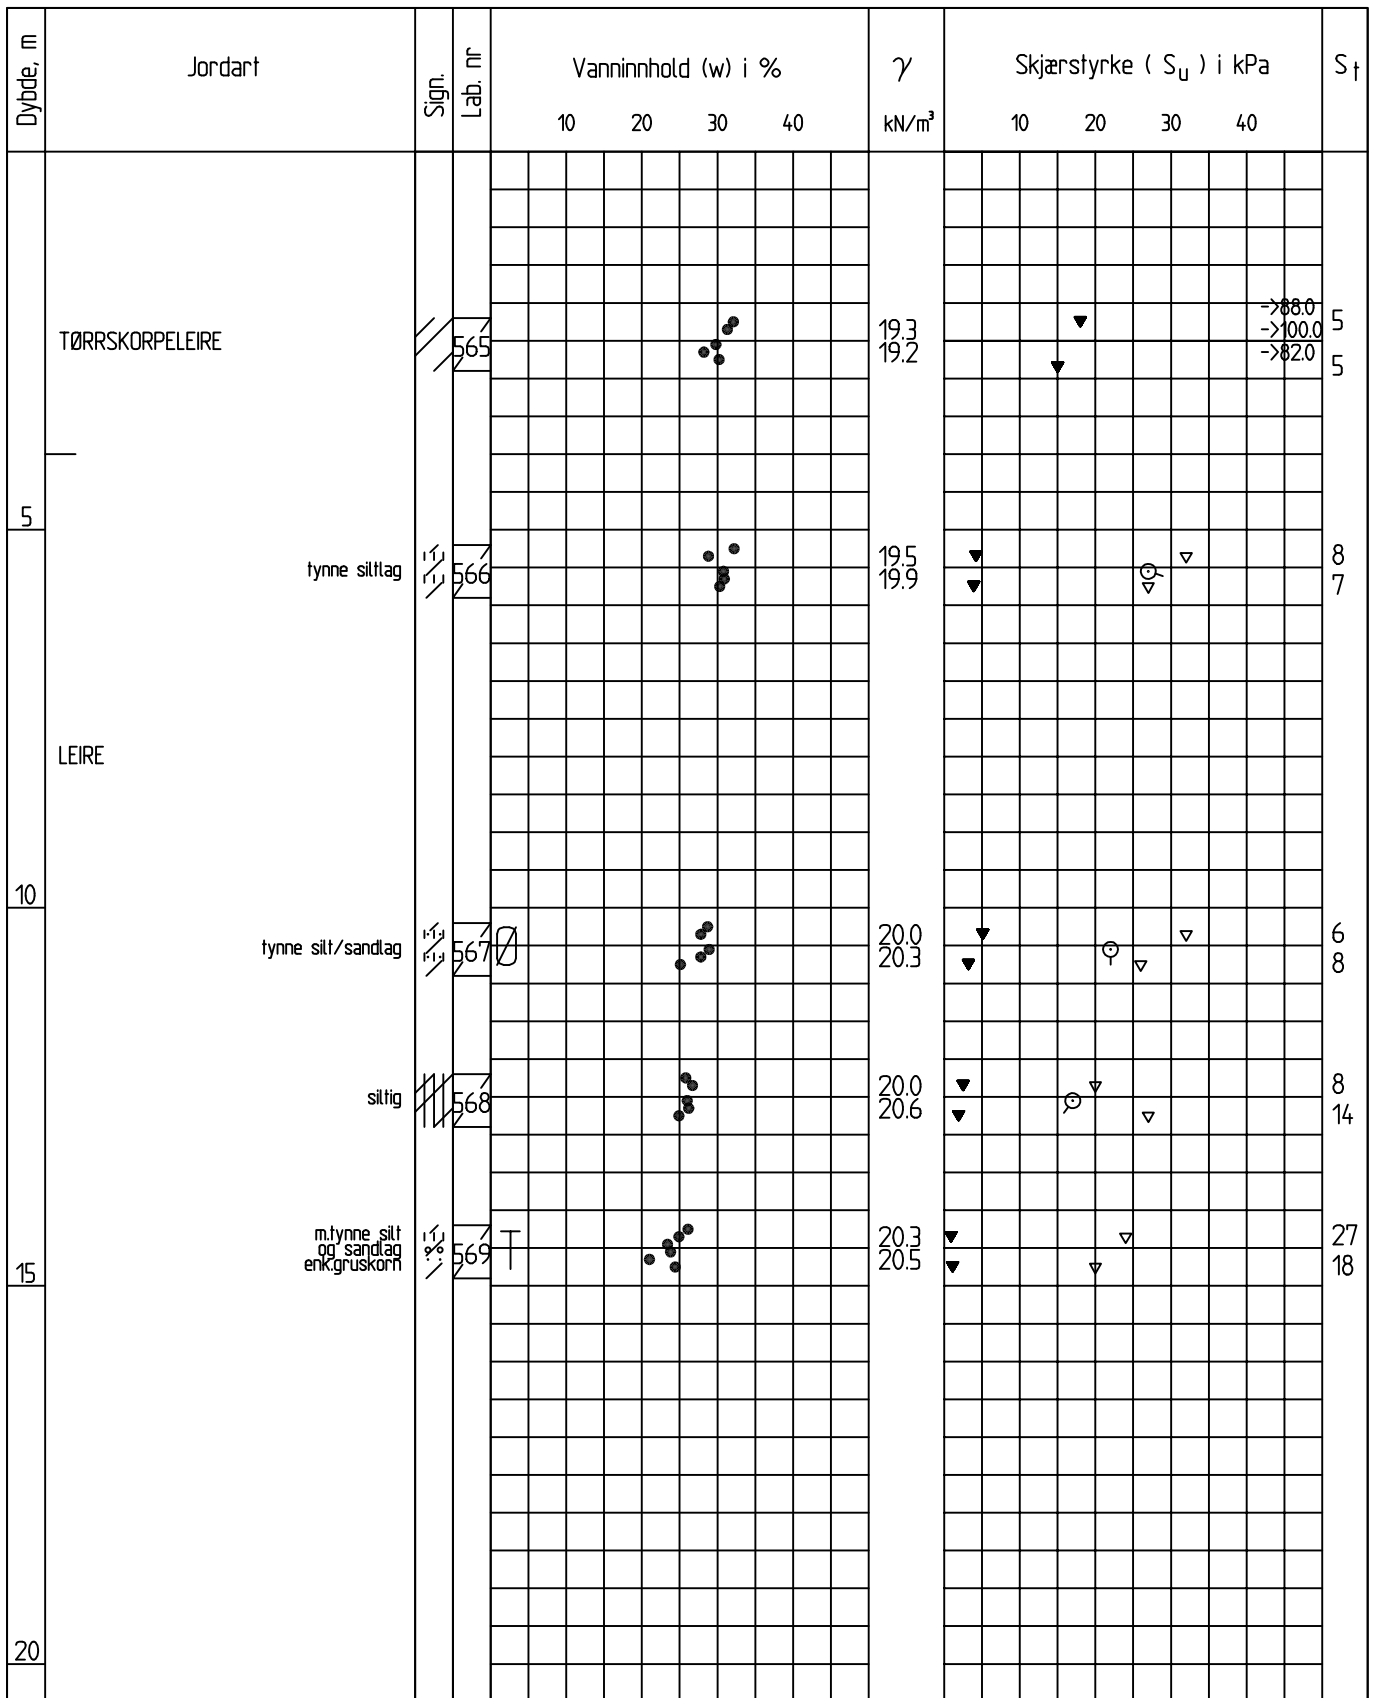 Dybde, m
Jordart
Sign.
Lab. nr
Vanninnhold (w) i %
γ
Skjærstyrke ( Su ) i kPa
St
10 20 30 40
kN/m³
10 20 30 40
->88.0
TØRRSKORPELEIRE
565
19.3
->100.0
5
19.2
->82.0
5
5
tynne siltlag
566
19.5
8
19.9
7
LEIRE
10
tynne silt/sandlag
567
Ø
20.0
6
20.3
8
siltig
568
20.0
8
20.6
14
m.tynne silt
og sandlag
enk.gruskorn
569
T
20.3
27
20.5
18
15
20